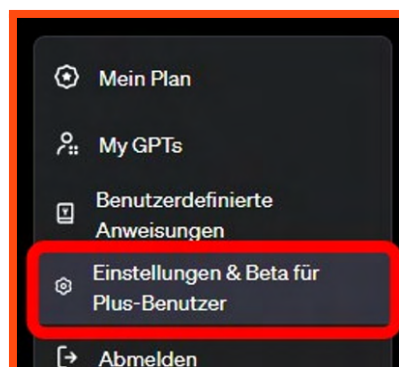 Mein Plan
My GPTs
Benutzerdefinierte
Anweisungen
Einstellungen & Beta für
Plus-Benutzer
Abmelden